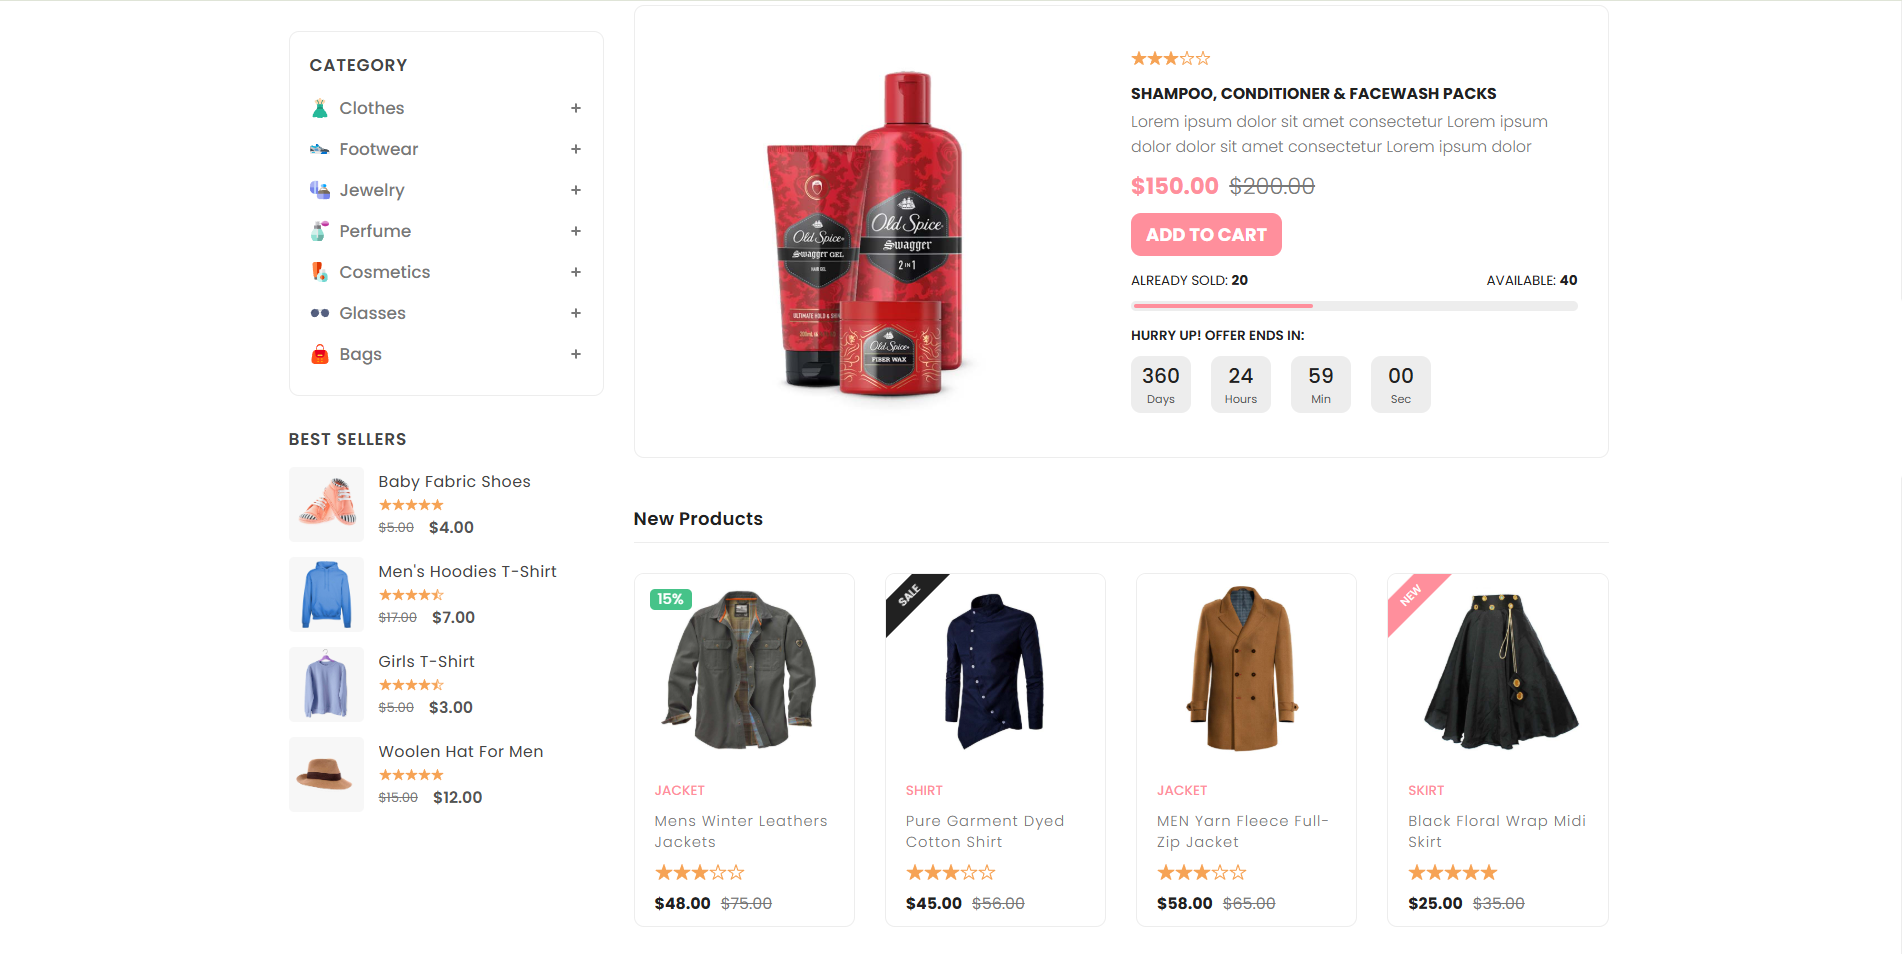 CATEGORY
Clothes +
Footwear +
Jewelry +
Perfume +
Cosmetics +
Glasses +
Bags +
BEST SELLERS
Baby Fabric Shoes
$5.00 $4.00
Men's Hoodies T-Shirt
$17.00 $7.00
Girls T-Shirt
$5.00 $3.00
Woolen Hat For Men
$15.00 $12.00
Old Spice
Swagger GEL
HAIR GEL
ULTIMATE HOLD &
Old Spice
Swagger
2 IN 1
Old Spice
FIBER WAX
SHAMPOO, CONDITIONER & FACEWASH PACKS
Lorem ipsum dolor sit amet consectetur Lorem ipsum
dolor dolor sit amet consectetur Lorem ipsum dolor
$150.00 $200.00
ADD TO CART
ALREADY SOLD: 20 AVAILABLE: 40
HURRY UP! OFFER ENDS IN:
360 24 59 00
Days Hours Min Sec
New Products
15%
SALE
NEW
JACKET
Mens Winter Leathers
Jackets
$48.00 $75.00
SHIRT
Pure Garment Dyed
Cotton Shirt
$45.00 $56.00
JACKET
MEN Yarn Fleece Full-
Zip Jacket
$58.00 $65.00
SKIRT
Black Floral Wrap Midi
Skirt
$25.00 $35.00